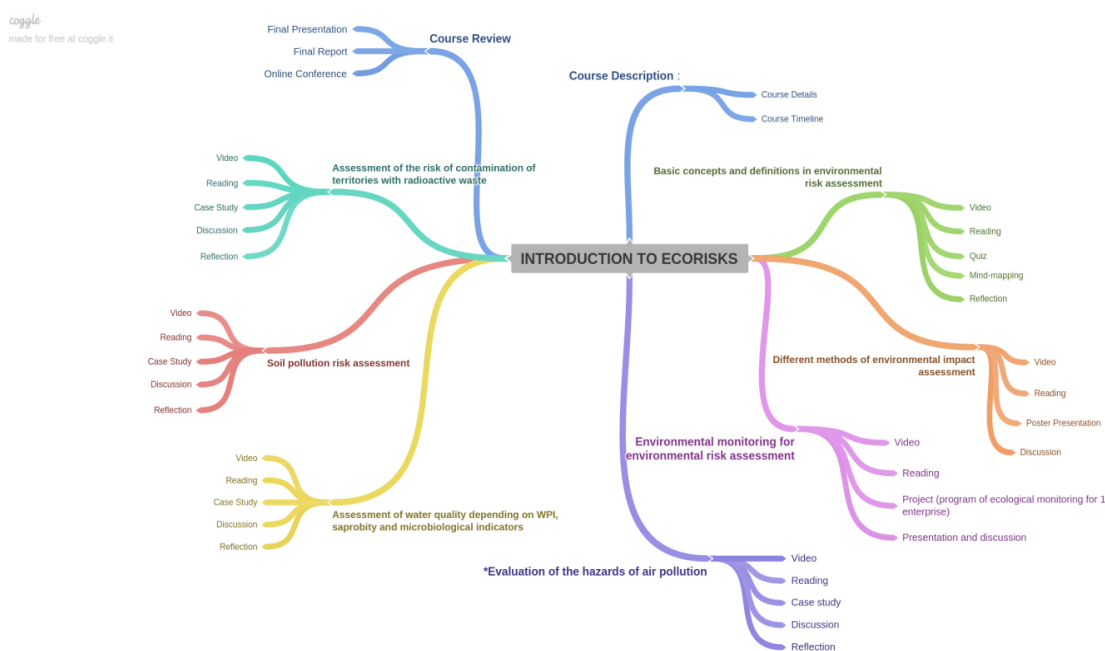 coggle
made for free at coggle.it
INTRODUCTION TO ECORISKS
Course Description :
Course Details
Course Timeline
Basic concepts and definitions in environmental
risk assessment
Video
Reading
Quiz
Mind-mapping
Reflection
Different methods of environmental impact
assessment
Video
Reading
Poster Presentation
Discussion
Environmental monitoring for
environmental risk assessment
Video
Reading
Project (program of ecological monitoring for 1
enterprise)
Presentation and discussion
*Evaluation of the hazards of air pollution
Video
Reading
Case study
Discussion
Reflection
Assessment of water quality depending on WPI,
saprobity and microbiological indicators
Video
Reading
Case Study
Discussion
Reflection
Soil pollution risk assessment
Video
Reading
Case Study
Discussion
Reflection
Assessment of the risk of contamination of
territories with radioactive waste
Video
Reading
Case Study
Discussion
Reflection
Course Review
Final Presentation
Final Report
Online Conference